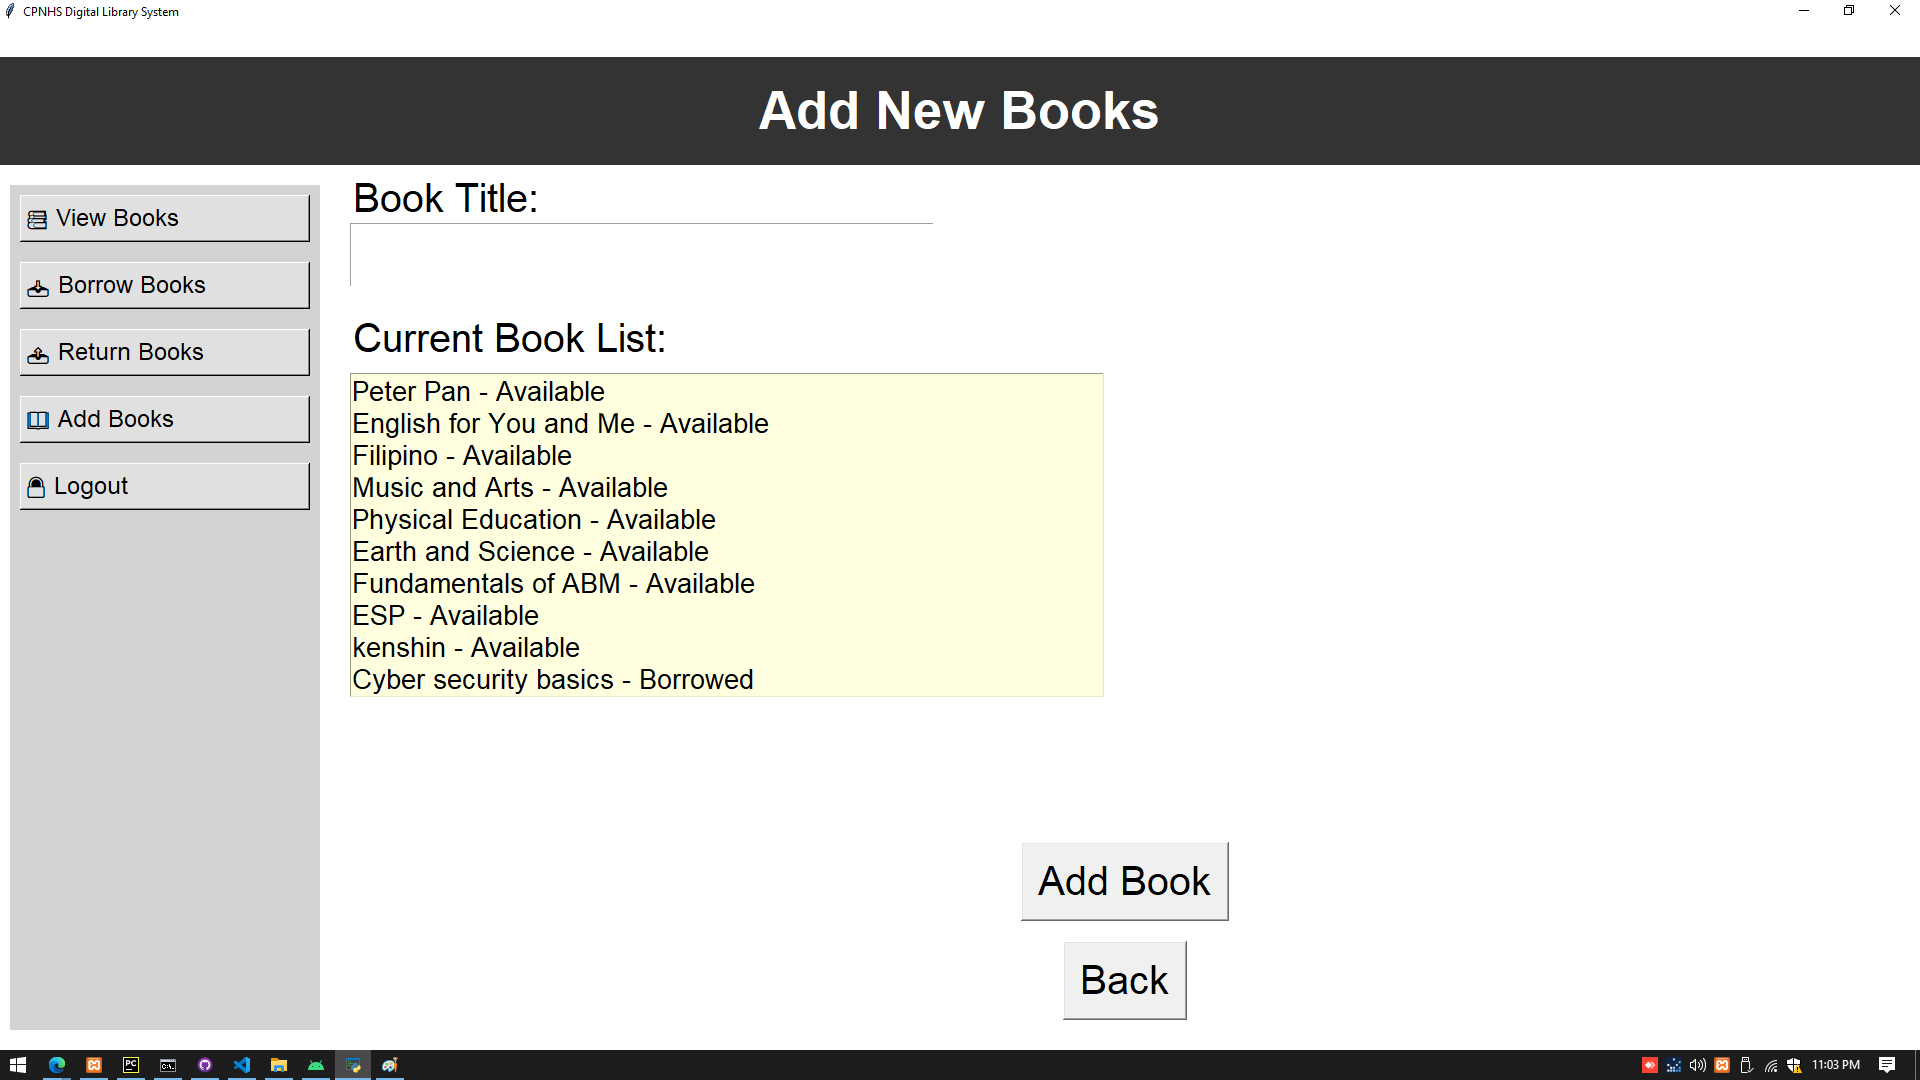 CPNHS Digital Library System
Add New Books
View Books
Borrow Books
Return Books
Add Books
Logout
Book Title:
Current Book List:
Peter Pan - Available
English for You and Me - Available
Filipino - Available
Music and Arts - Available
Physical Education - Available
Earth and Science - Available
Fundamentals of ABM - Available
ESP - Available
kenshin - Available
Cyber security basics - Borrowed
Add Book
Back
PC
C:\.
11:03 PM